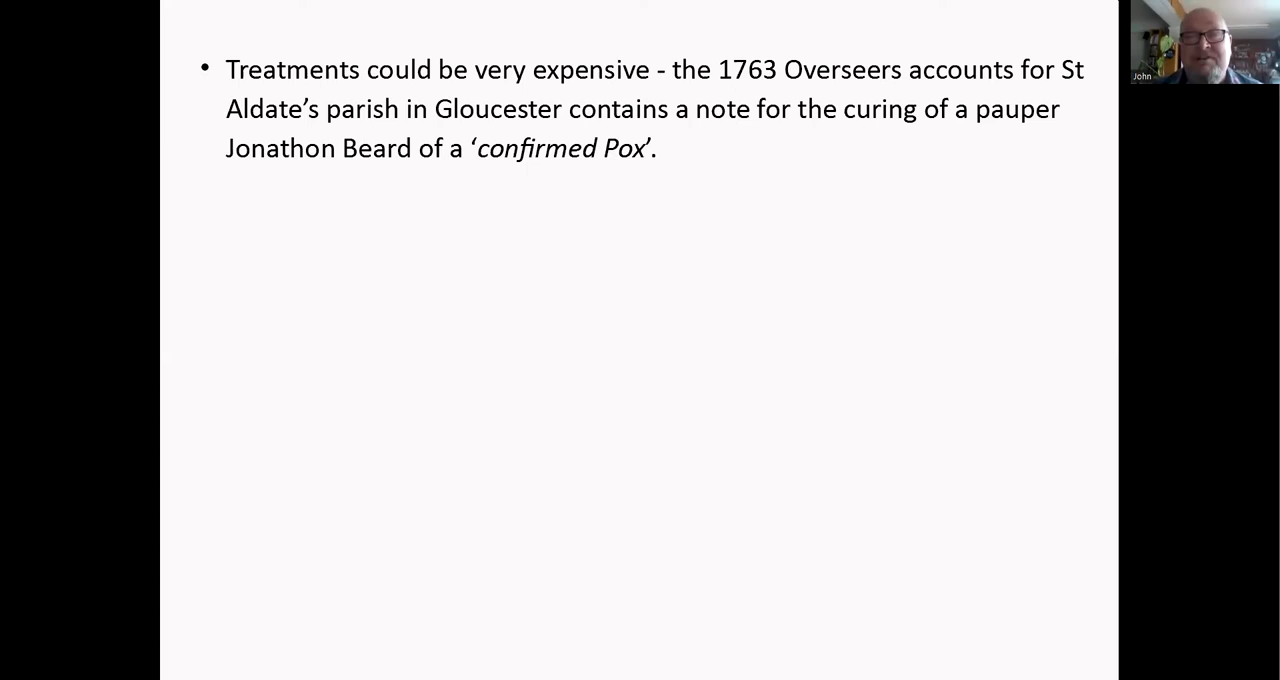 • Treatments could be very expensive - the 1763 Overseers accounts for St
Aldate’s parish in Gloucester contains a note for the curing of a pauper
Jonathon Beard of a ‘confirmed Pox’.
John